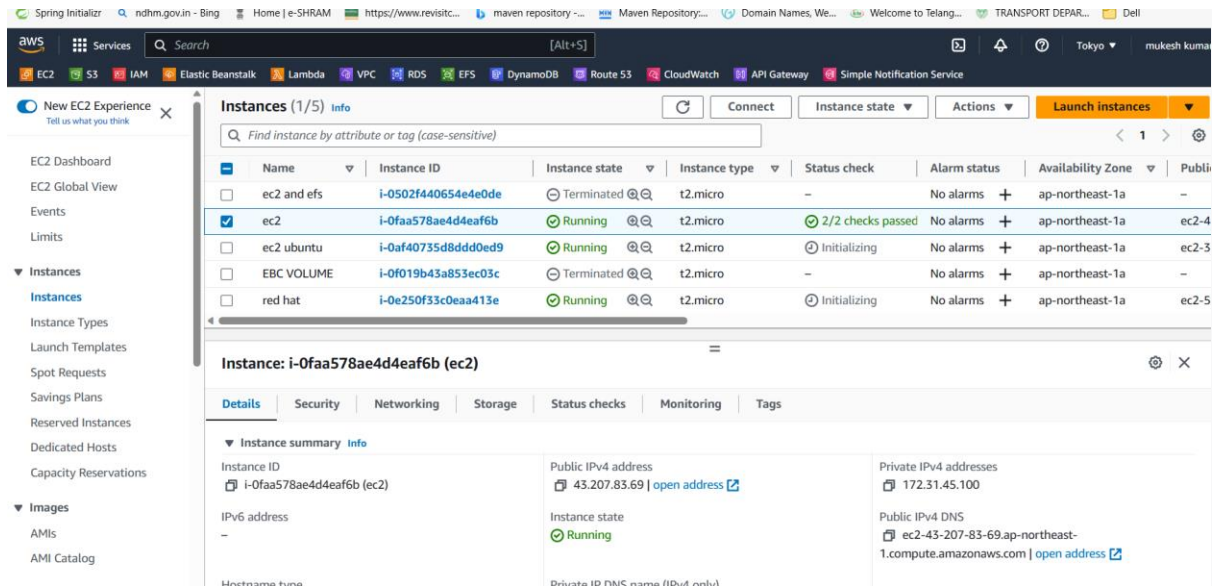 Spring Initializr ndhm.gov.in - Bing Home | e-SHRAM https://www.revisitc... maven repository -... Maven Repository:... Domain Names, We... Welcome to Telang... TRANSPORT DEPAR... Dell
aws Services Search [Alt+S] Tokyo ▼ mukesh kumar
EC2 S3 IAM Elastic Beanstalk Lambda VPC RDS EFS DynamoDB Route 53 CloudWatch API Gateway Simple Notification Service
New EC2 Experience
Tell us what you think
EC2 Dashboard
EC2 Global View
Events
Limits
▼ Instances
Instances
Instance Types
Launch Templates
Spot Requests
Savings Plans
Reserved Instances
Dedicated Hosts
Capacity Reservations
▼ Images
AMIs
AMI Catalog
Instances (1/5) Info Connect Instance state ▼ Actions ▼ Launch instances ▼
Find instance by attribute or tag (case-sensitive) < 1 >
Name Instance ID Instance state Instance type Status check Alarm status Availability Zone Public
ec2 and efs i-0502f440654e4e0de Terminated t2.micro – No alarms + ap-northeast-1a –
ec2 i-0faa578ae4d4eaf6b Running t2.micro 2/2 checks passed No alarms + ap-northeast-1a ec2-4
ec2 ubuntu i-0af40735d8ddd0ed9 Running t2.micro Initializing No alarms + ap-northeast-1a ec2-3
EBC VOLUME i-0f019b43a853ec03c Terminated t2.micro – No alarms + ap-northeast-1a –
red hat i-0e250f33c0eaa413e Running t2.micro Initializing No alarms + ap-northeast-1a ec2-5
Instance: i-0faa578ae4d4eaf6b (ec2)
Details Security Networking Storage Status checks Monitoring Tags
▼ Instance summary Info
Instance ID Public IPv4 address Private IPv4 addresses
i-0faa578ae4d4eaf6b (ec2) 43.207.83.69 | open address 172.31.45.100
IPv6 address Instance state Public IPv4 DNS
– Running ec2-43-207-83-69.ap-northeast-
1.compute.amazonaws.com | open address
Hostname type Private IP DNS name (IPv4 only)